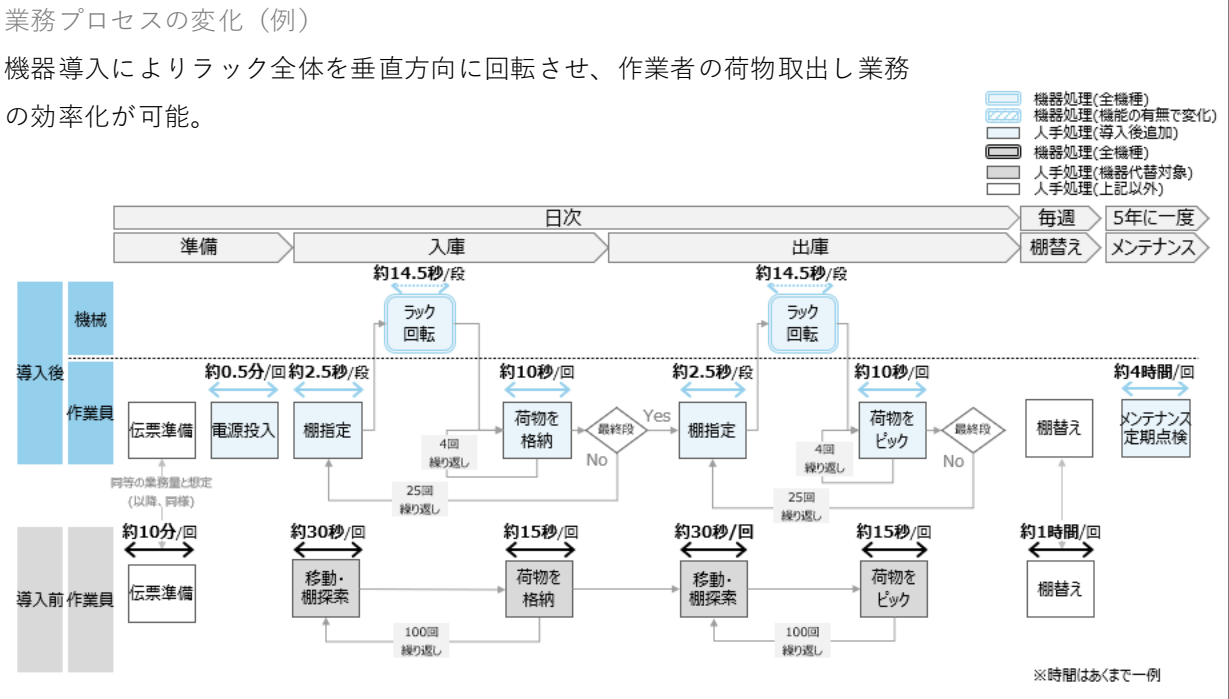 業務プロセスの変化（例）
機器導入によりラック全体を垂直方向に回転させ、作業者の荷物取出し業務
の効率化が可能。
機器処理(全機種)
機器処理(機能の有無で変化)
人手処理(導入後追加)
機器処理(全機種)
人手処理(機器代替対象)
人手処理(上記以外)
日次
毎週
5年に一度
準備
入庫
出庫
棚替え
メンテナンス
約14.5秒/段
約14.5秒/段
導入後
機械
ラック
回転
ラック
回転
作業員
約0.5分/回
約2.5秒/段
約10秒/回
約2.5秒/段
約10秒/回
約4時間/回
伝票準備
電源投入
棚指定
荷物を
格納
最終段
Yes
No
棚指定
荷物を
ピック
最終段
No
棚替え
メンテナンス
定期点検
4回
繰り返し
4回
繰り返し
25回
繰り返し
25回
繰り返し
同等の業務量と想定
(以降、同様)
導入前
作業員
約10分/回
約30秒/回
約15秒/回
約30秒/回
約15秒/回
約1時間/回
伝票準備
移動・
棚探索
荷物を
格納
移動・
棚探索
荷物を
ピック
棚替え
100回
繰り返し
100回
繰り返し
※時間はあくまで一例